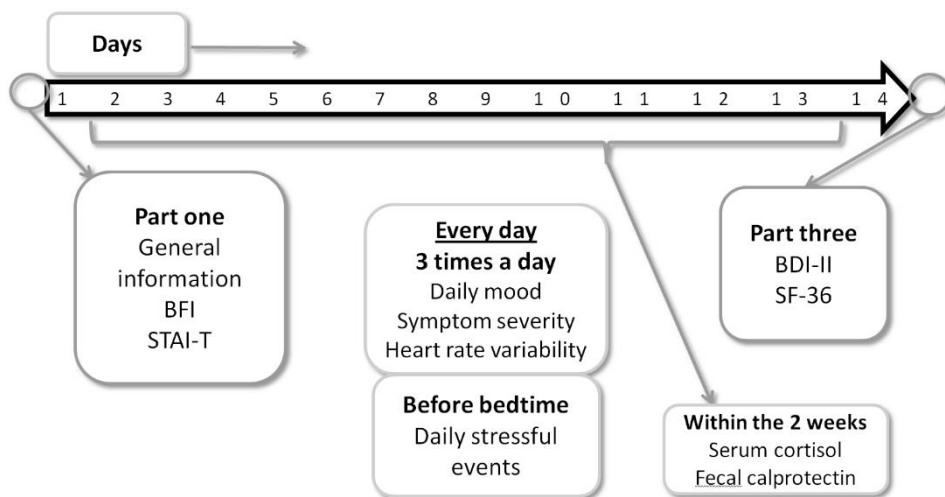 Days
1 2 3 4 5 6 7 8 9 1 0 1 1 1 2 1 3 1 4
Part one
General
information
BFI
STAI-T
Every day
3 times a day
Daily mood
Symptom severity
Heart rate variability
Before bedtime
Daily stressful
events
Part three
BDI-II
SF-36
Within the 2 weeks
Serum cortisol
Fecal calprotectin